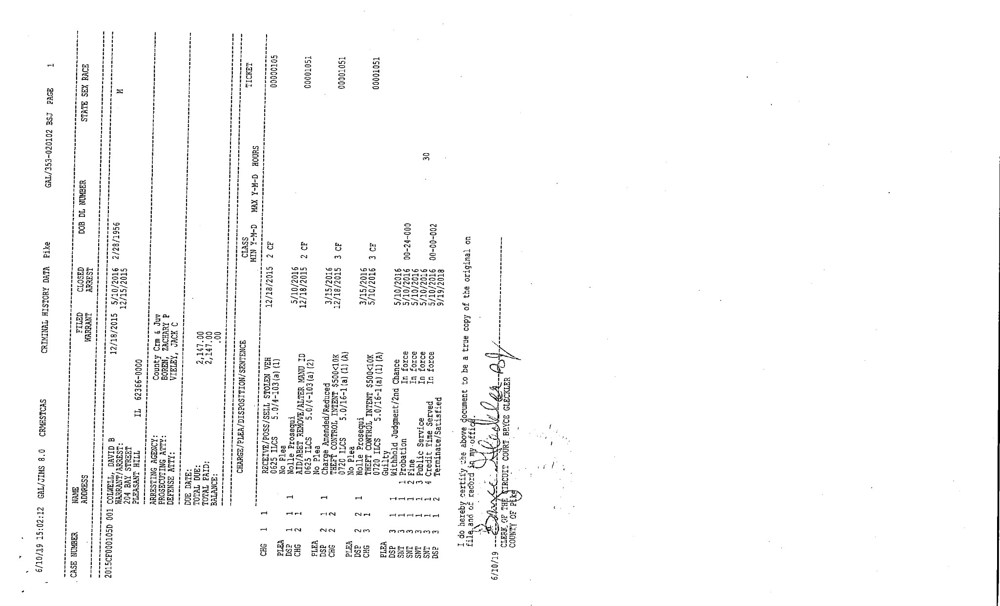 6/10/19 15:02:12 GAL/JIMS 8.0 CRMHSTCAS CRIMINAL HISTORY DATA Pike GAL/353-020102 BSJ PAGE 1
CASE NUMBER NAME FILED CLOSED DOB DL NUMBER STATE SEX RACE
ADDRESS WARRANT ARREST
2015CF000105D 001 COLWELL, DAVID B 12/18/2015 5/10/2016 2/28/1956 M
WARRANT/ARREST: 12/15/2015
204 BAY STREET
PLEASANT HILL IL 62366-0000
ARRESTING AGENCY: County Crm & Juv
PROSECUTING ATTY: BOREN, ZACHARY P
DEFENSE ATTY: VIELEY, JACK C
DUE DATE:
TOTAL DUE: 2,147.00
TOTAL PAID: 2,147.00
BALANCE: .00
CHARGE/PLEA/DISPOSITION/SENTENCE CLASS TICKET
MIN Y-M-D MAX Y-M-D HOURS
CHG 1 1 RECEIVE/POSS/SELL STOLEN VEH 12/18/2015 2 CF 00000105
0625 ILCS 5.0/4-103(a)(1)
PLEA No Plea
DSP 1 1 1 Nolle Prosequi 5/10/2016
CHG 2 1 AID/ABET REMOVE/ALTER MANU ID 12/18/2015 2 CF 00001051
0625 ILCS 5.0/4-103(a)(2)
PLEA No Plea
DSP 2 1 1 Charge Amended/Reduced 3/15/2016
CHG 2 2 THEFT CONTROL INTENT $500<10K 12/18/2015 3 CF 00001051
0720 ILCS 5.0/16-1(a)(1)(A)
PLEA No Plea
DSP 2 2 1 Nolle Prosequi 3/15/2016
CHG 3 1 THEFT CONTROL INTENT $500<10K 5/10/2016 3 CF 00001051
0720 ILCS 5.0/16-1(a)(1)(A)
PLEA Guilty
DSP 3 1 1 Withhold Judgment/2nd Chance 5/10/2016
SNT 3 1 1 1 Probation In force 5/10/2016 00-24-000
SNT 3 1 1 2 Fine In force 5/10/2016
SNT 3 1 1 3 Public Service In force 5/10/2016 30
SNT 3 1 1 4 Credit Time Served In force 5/10/2016 00-00-002
DSP 3 1 2 Terminate/Satisfied 9/19/2018
I do hereby certify the above document to be a true copy of the original on
file and of record in my office.
6/10/19 Bryce Gleckler BJ
CLERK OF THE CIRCUIT COURT BRYCE GLECKLER
COUNTY OF Pike